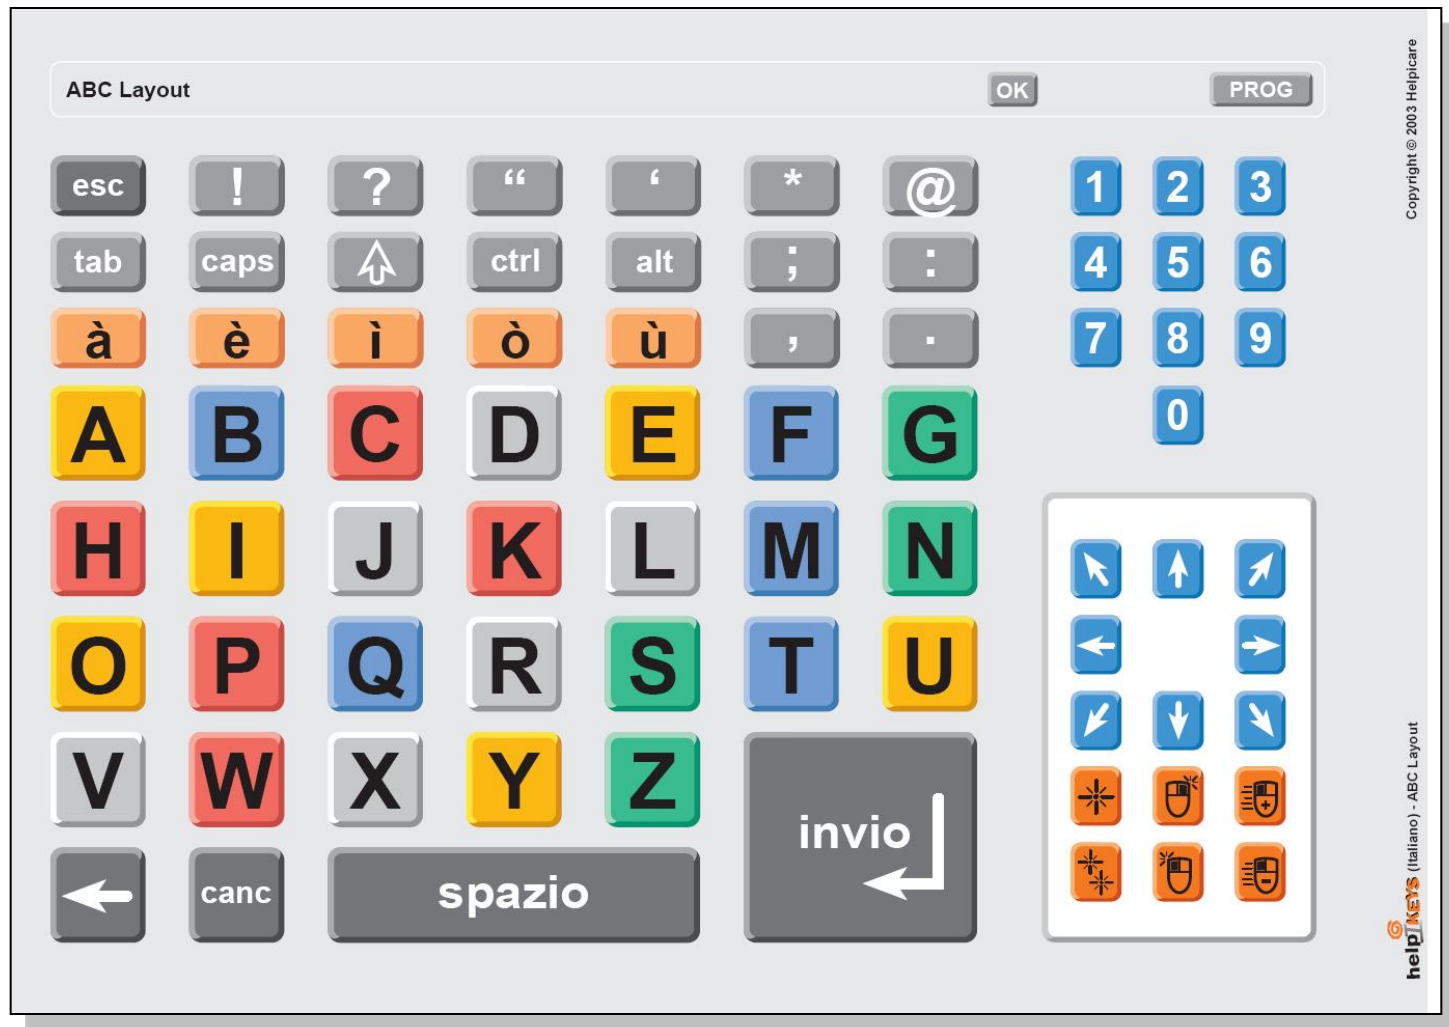 ABC Layout OK PROG
esc ! ? “ ‘ * @ 1 2 3
tab caps ctrl alt ; : 4 5 6
à è ì ò ù , . 7 8 9
A B C D E F G 0
H I J K L M N
O P Q R S T U
V W X Y Z
invio
canc spazio
Copyright © 2003 Helpicare
helpIKEYS (Italiano) - ABC Layout